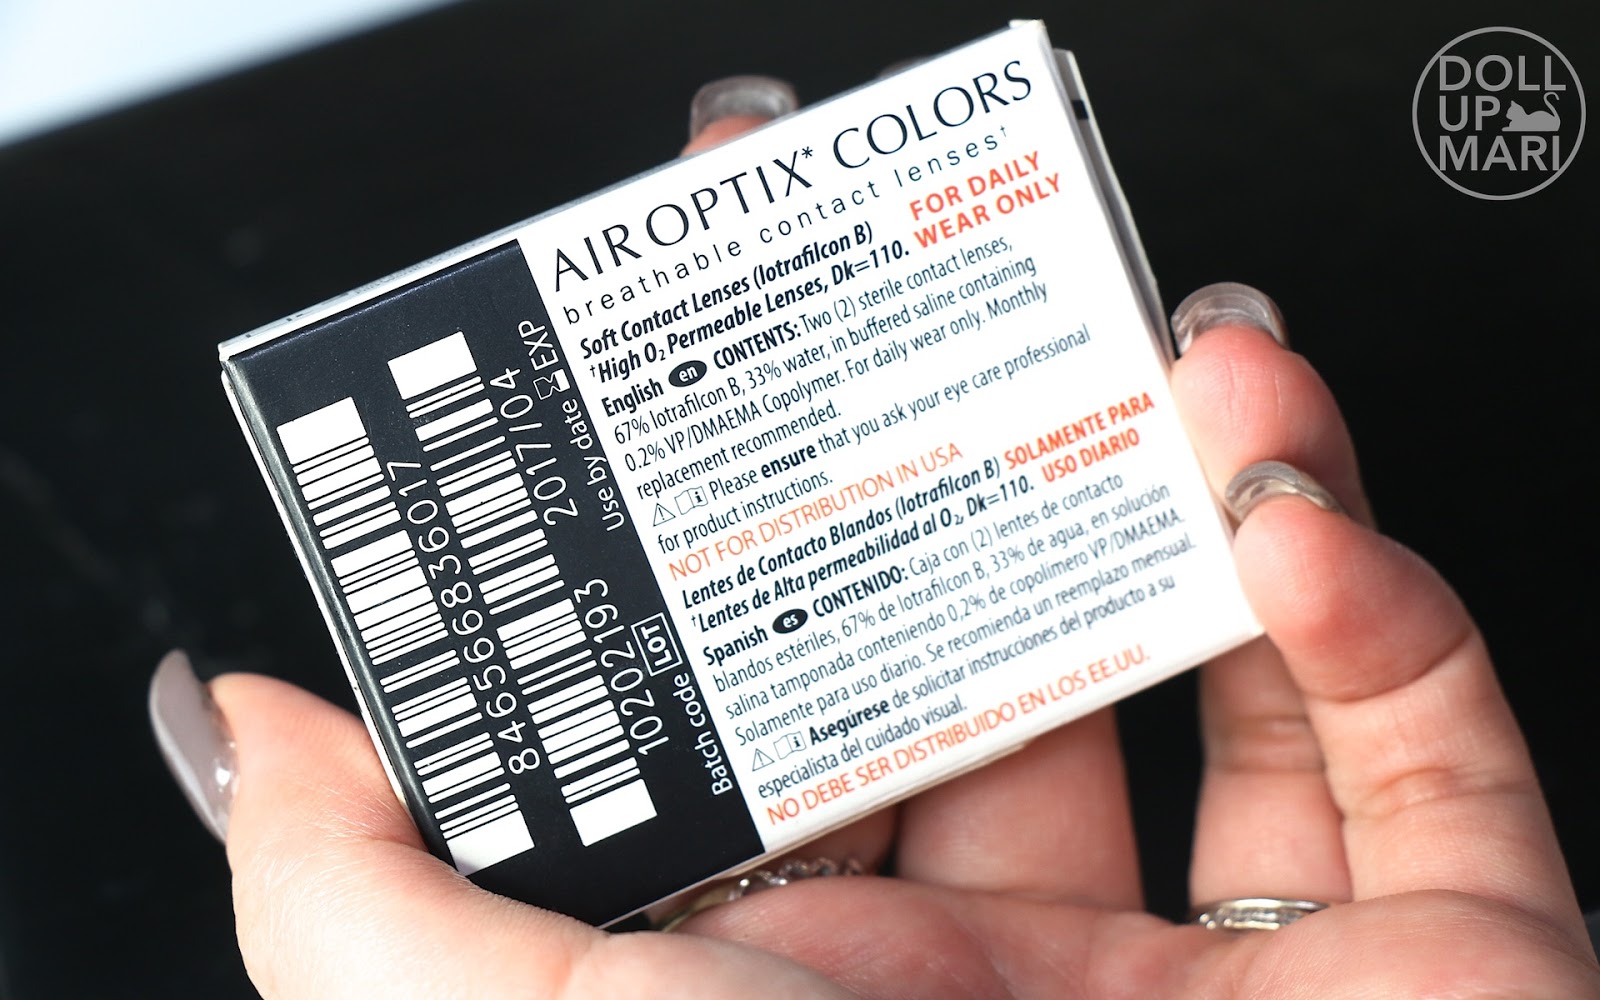 AIR OPTIX* COLORS
breathable contact lenses†
Soft Contact Lenses (lotrafilcon B)
†High O₂ Permeable Lenses, Dk=110.
FOR DAILY
WEAR ONLY
English en CONTENTS: Two (2) sterile contact lenses,
67% lotrafilcon B, 33% water, in buffered saline containing
0.2% VP/DMAEMA Copolymer. For daily wear only. Monthly
replacement recommended.
Please ensure that you ask your eye care professional
for product instructions.
NOT FOR DISTRIBUTION IN USA
Lentes de Contacto Blandos (lotrafilcon B)
†Lentes de Alta permeabilidad al O₂, Dk=110.
SOLAMENTE PARA
USO DIARIO
Spanish es CONTENIDO: Caja con (2) lentes de contacto
blandos estériles, 67% de lotrafilcon B, 33% de agua, en solución
salina tamponada conteniendo 0.2% de copolímero VP/DMAEMA.
Solamente para uso diario. Se recomienda un reemplazo mensual.
Asegúrese de solicitar instrucciones del producto a su
especialista del cuidado visual.
NO DEBE SER DISTRIBUIDO EN LOS EE.UU.
846566836017
2017/04
Use by date EXP
10202193
Batch code LOT
DOLL
UP
MARI